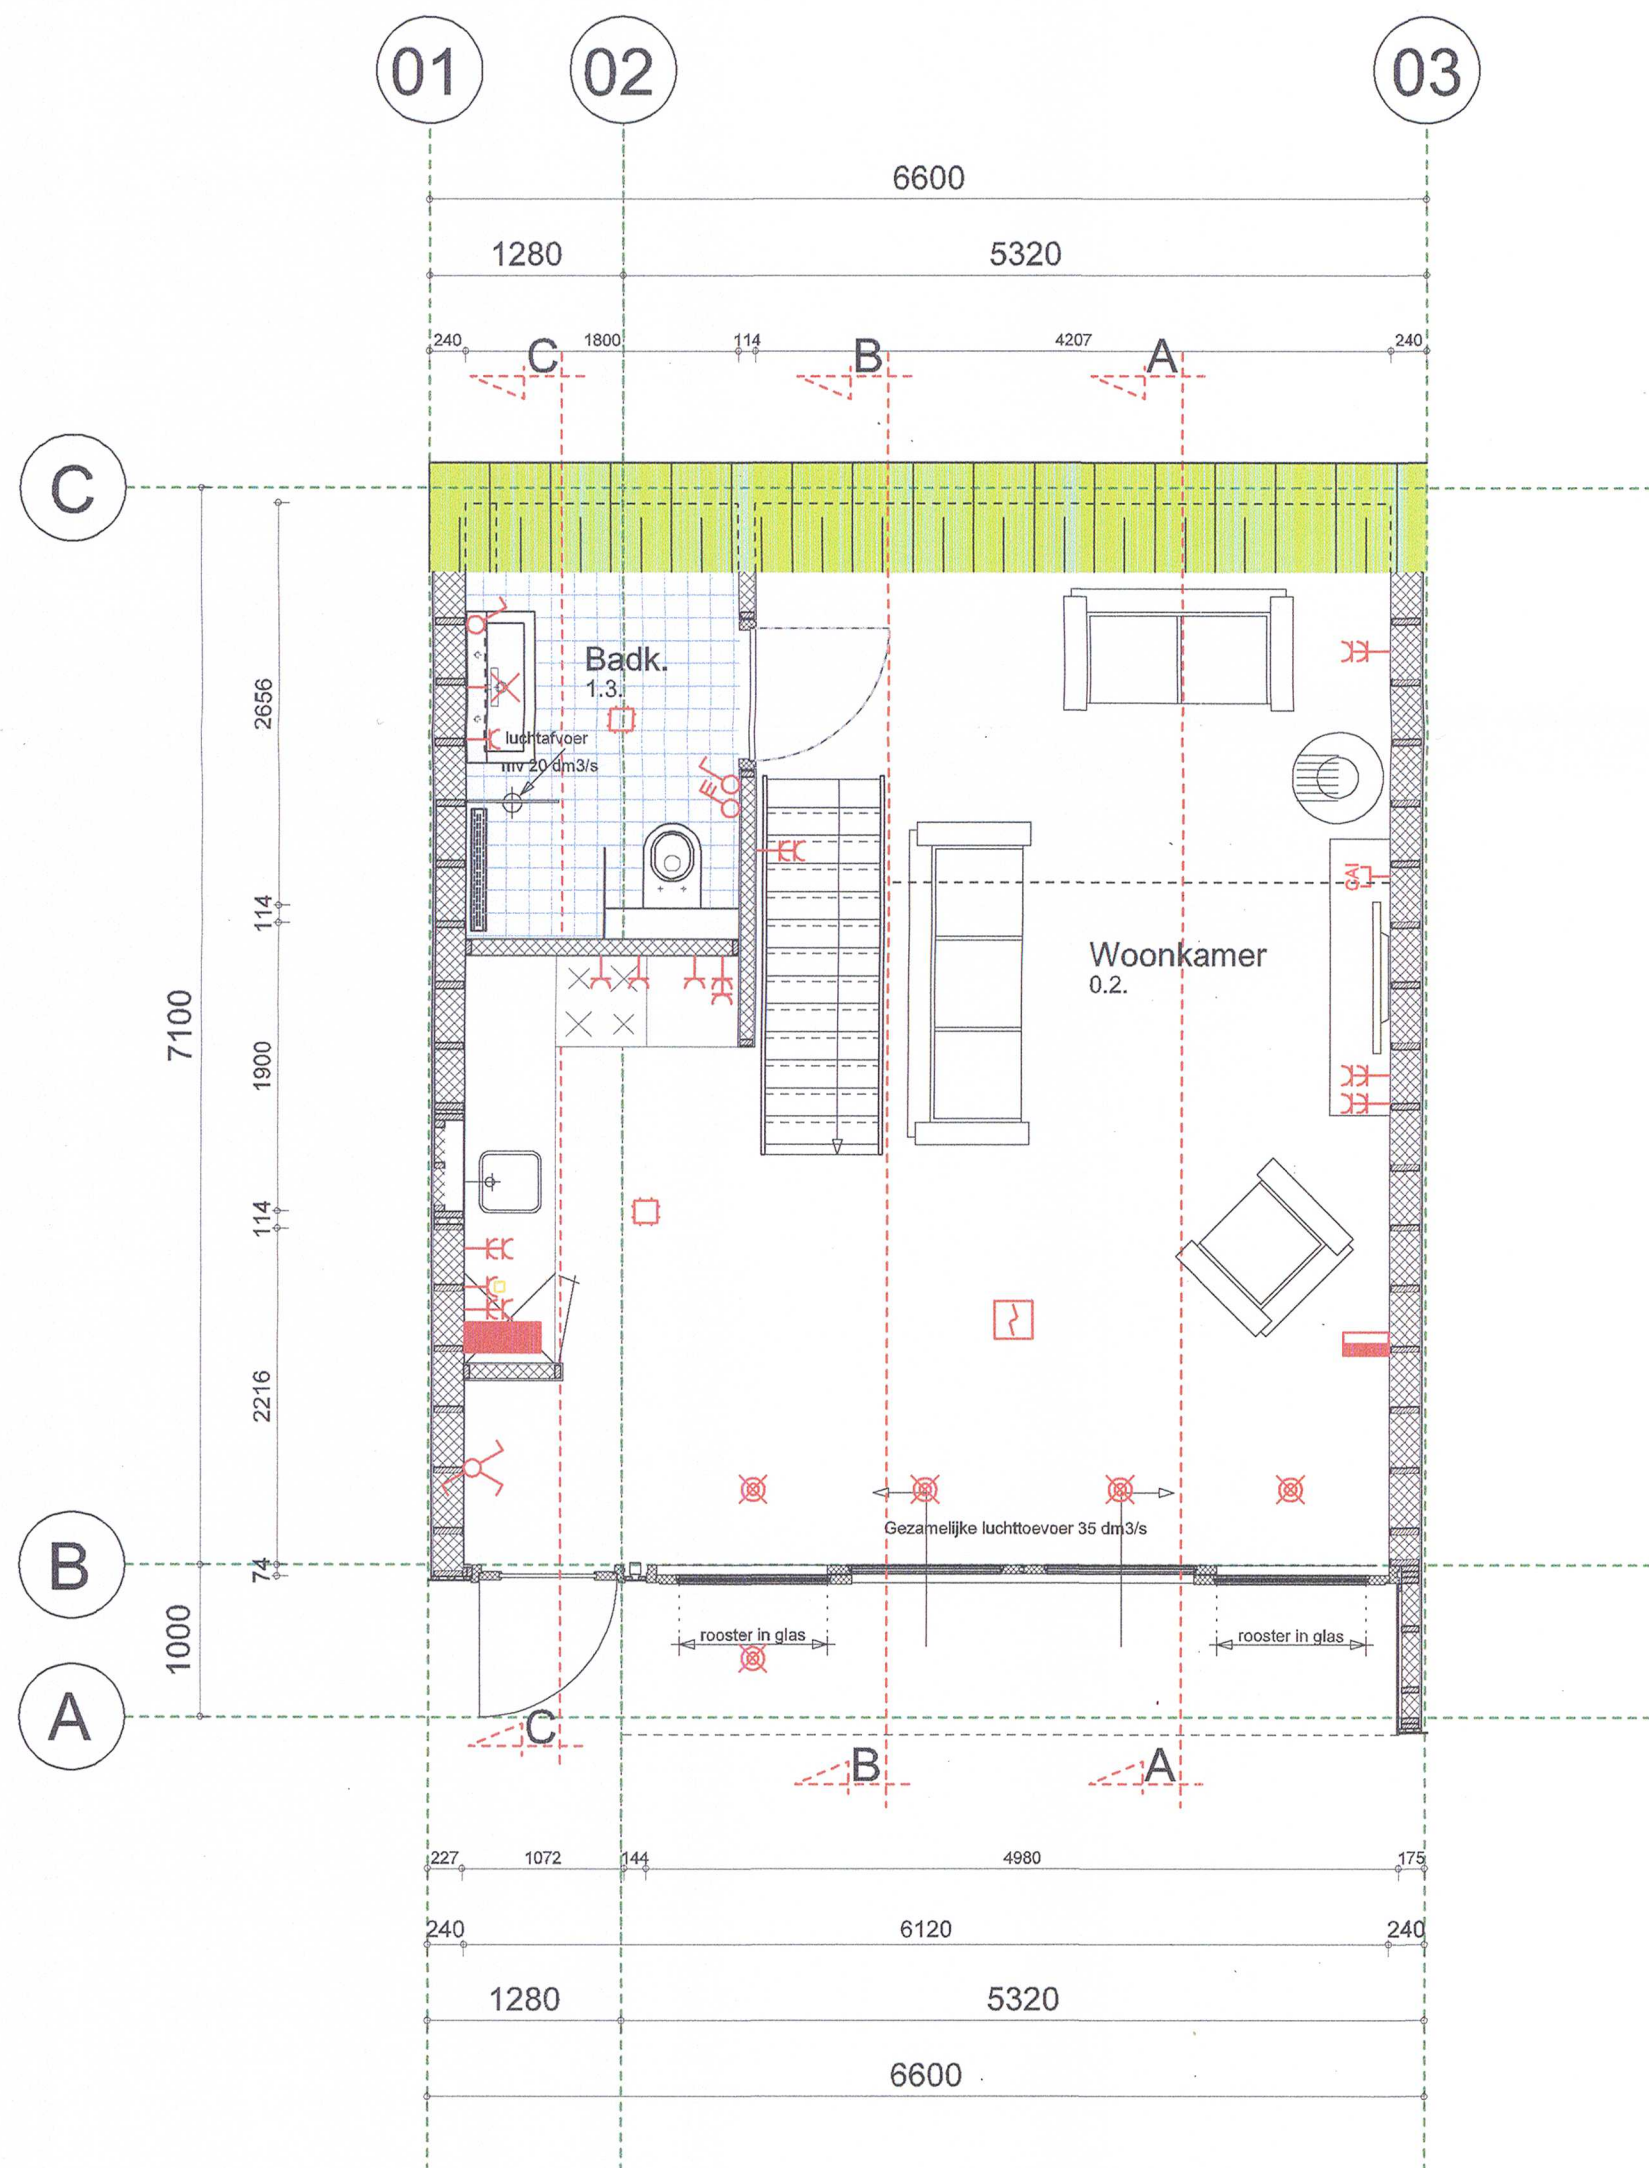 01 02 03
6600
1280 5320
240 1800 114 4207 240
C B A
C
Badk.
1.3.
luchtafvoer
mv 20 dm3/s
2656
114
CAI
Woonkamer
0.2.
7100
1900
114
2216
Gezamelijke luchttoevoer 35 dm3/s
B
74
rooster in glas rooster in glas
1000
A
C
B A
227 1072 144 4980 175
240 6120 240
1280 5320
6600